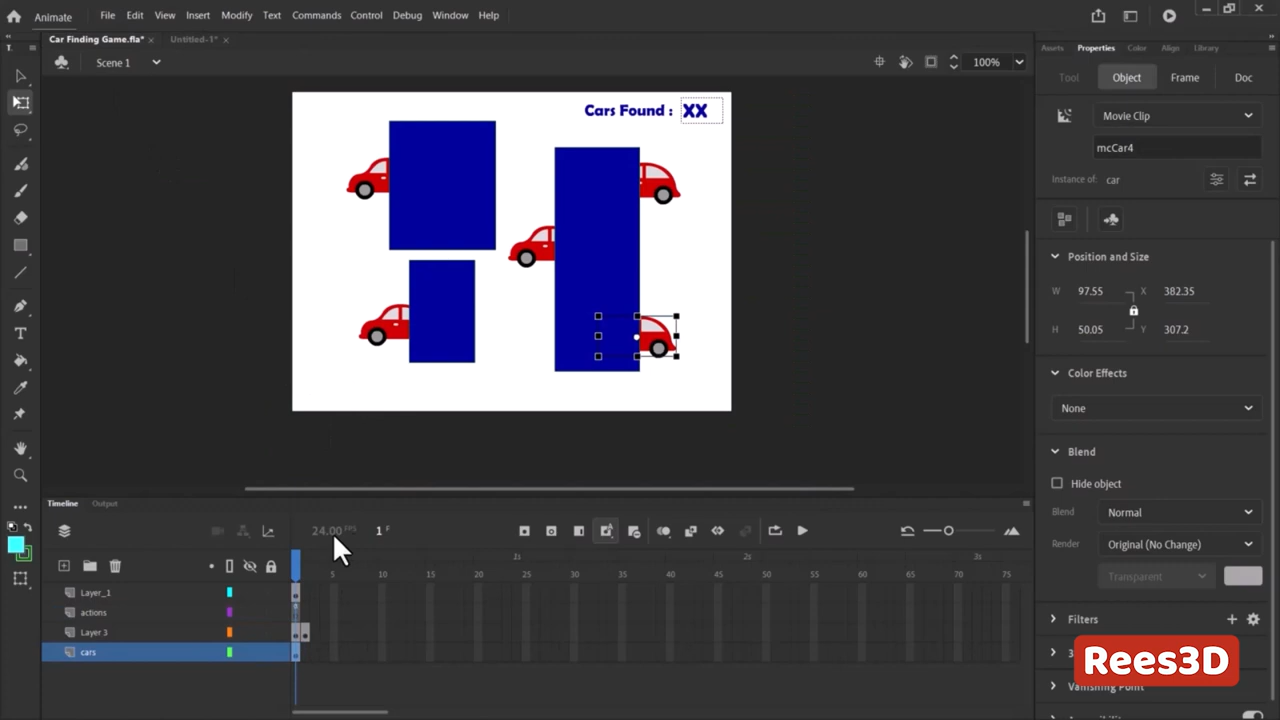 Animate
File Edit View Insert Modify Text Commands Control Debug Window Help
Car Finding Game.fla* Untitled-1*
T. Assets Properties Color Align Library
Scene 1 100%
Tool Object Frame Doc
Cars Found : XX
Movie Clip
mcCar4
Instance of: car
Position and Size
W 97.55 X 382.35
H 50.05 Y 307.2
Color Effects
None
Blend
Hide object
Blend Normal
Render Original (No Change)
Transparent
Filters
3
Rees3D
Vanishing Point
Timeline Output
24.00 FPS 1 F
1s 2s 3s
5 10 15 20 25 30 35 40 45 50 55 60 65 70 75
Layer_1
actions
Layer 3
cars